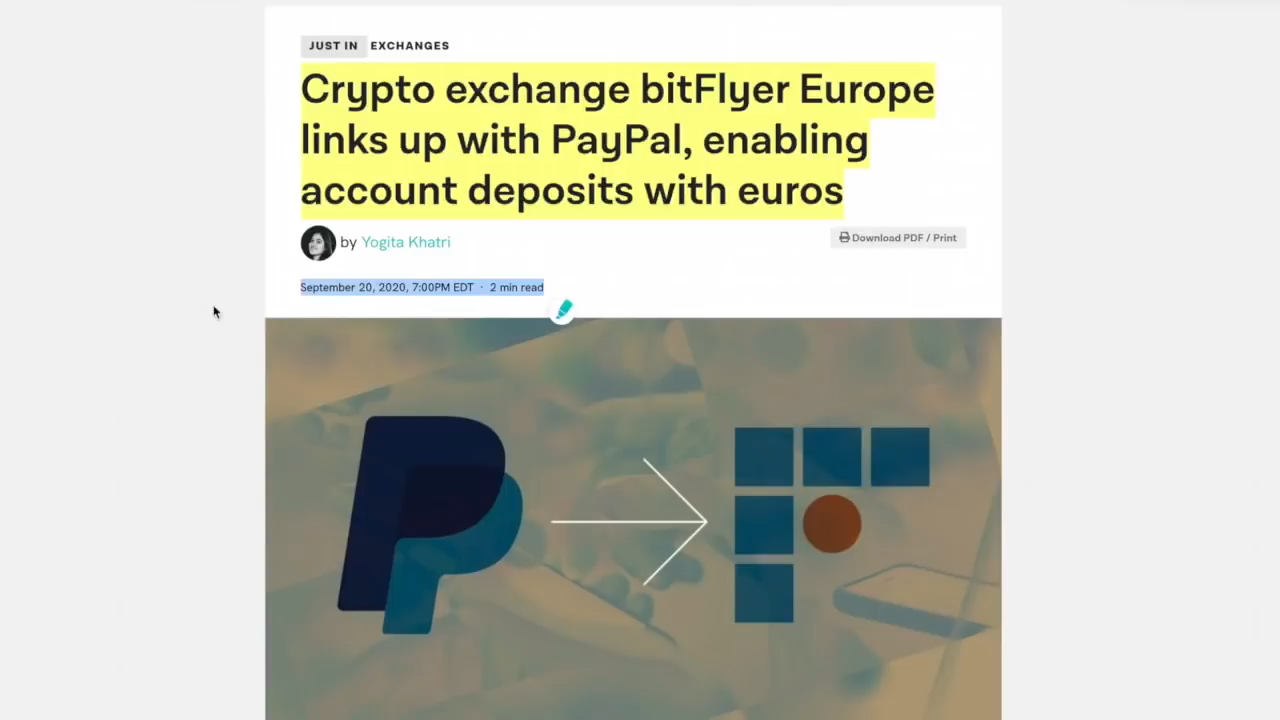 JUST IN EXCHANGES
Crypto exchange bitFlyer Europe
links up with PayPal, enabling
account deposits with euros
by Yogita Khatri
Download PDF / Print
September 20, 2020, 7:00PM EDT · 2 min read